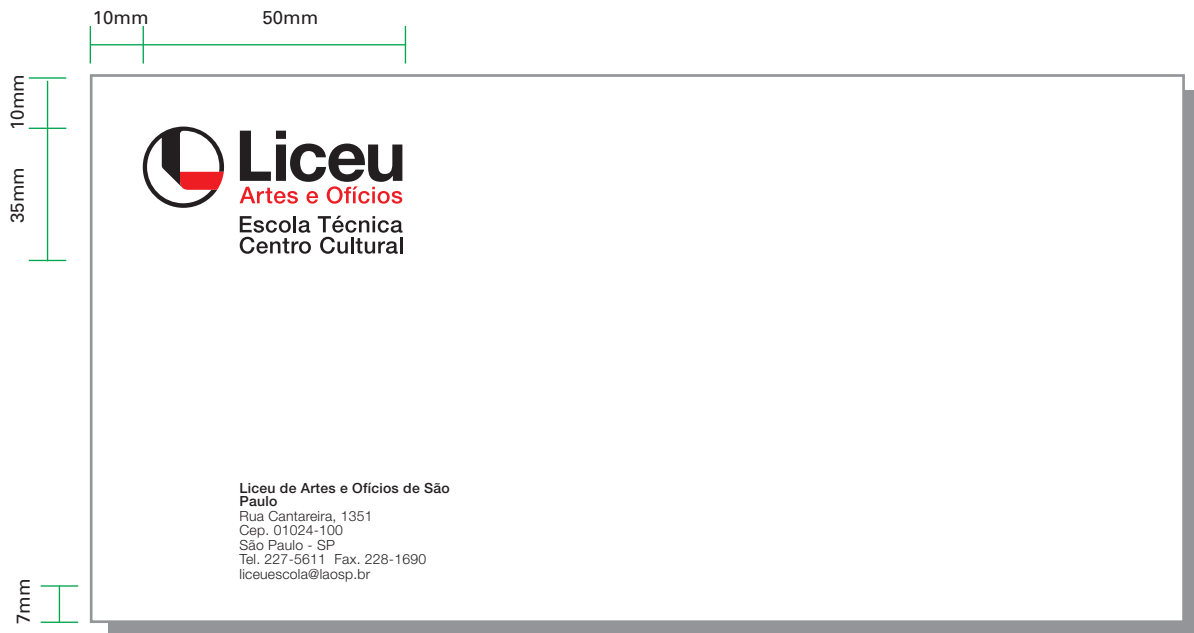 10mm 50mm
10mm
35mm
Liceu
Artes e Ofícios
Escola Técnica
Centro Cultural
Liceu de Artes e Ofícios de São
Paulo
Rua Cantareira, 1351
Cep. 01024-100
São Paulo - SP
Tel. 227-5611 Fax. 228-1690
liceuescola@laosp.br
7mm